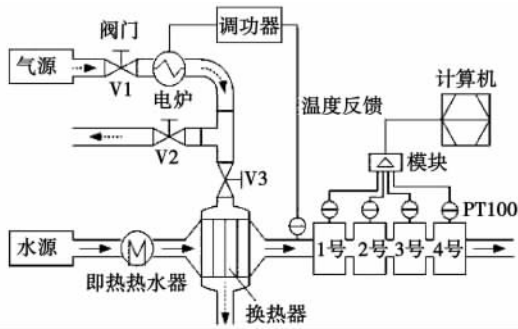 阀门
调功器
气源
V1
电炉
计算机
温度反馈
V2
模块
V3
PT100
水源
1号
2号
3号
4号
即热热水器
换热器